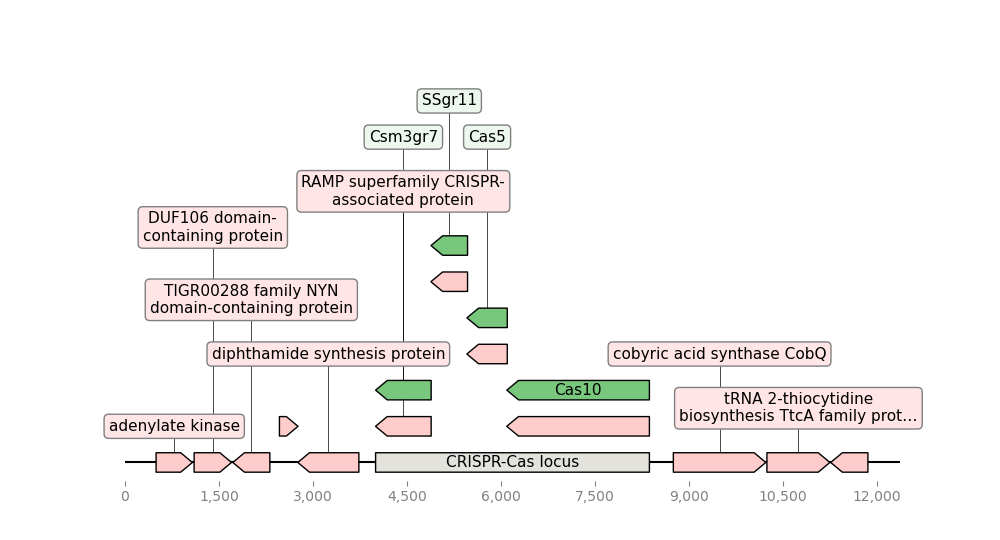 SSgr11
Csm3gr7
Cas5
RAMP superfamily CRISPR-
associated protein
DUF106 domain-
containing protein
TIGR00288 family NYN
domain-containing protein
diphthamide synthesis protein
cobyric acid synthase CobQ
Cas10
tRNA 2-thiocytidine
biosynthesis TtcA family prot…
adenylate kinase
CRISPR-Cas locus
0
1,500
3,000
4,500
6,000
7,500
9,000
10,500
12,000